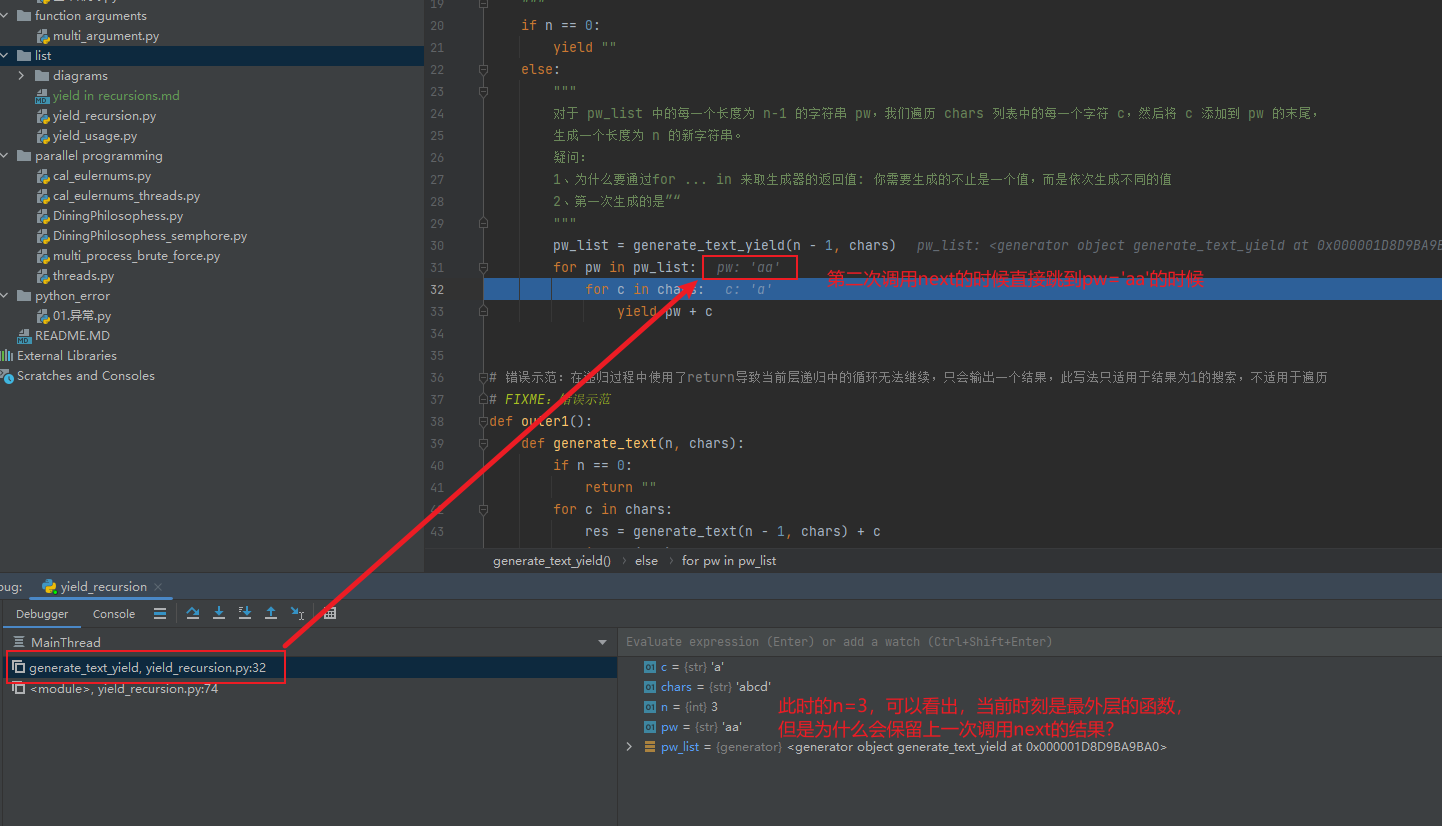 function arguments
multi_argument.py
list
diagrams
yield in recursions.md
yield_recursion.py
yield_usage.py
parallel programming
cal_eulernums.py
cal_eulernums_threads.py
DiningPhilosophess.py
DiningPhilosophess_semphore.py
multi_process_brute_force.py
threads.py
python_error
01.异常.py
README.MD
External Libraries
Scratches and Consoles
19 """
20 if n == 0:
21 yield ""
22 else:
23 """
24 对于 pw_list 中的每一个长度为 n-1 的字符串 pw，我们遍历 chars 列表中的每一个字符 c，然后将 c 添加到 pw 的末尾，
25 生成一个长度为 n 的新字符串。
26 疑问：
27 1、为什么要通过for ... in 来取生成器的返回值: 你需要生成的不止是一个值，而是依次生成不同的值
28 2、第一次生成的是”“
29 """
30 pw_list = generate_text_yield(n - 1, chars) pw_list: <generator object generate_text_yield at 0x000001D8D9BA9B
31 for pw in pw_list: pw: 'aa'
第二次调用next的时候直接跳到pw='aa'的时候
32 for c in chars: c: 'a'
33 yield pw + c
34
35
36 # 错误示范：在递归过程中使用了return导致当前层递归中的循环无法继续，只会输出一个结果，此写法只适用于结果为1的搜索，不适用于遍历
37 # FIXME：错误示范
38 def outer1():
39 def generate_text(n, chars):
40 if n == 0:
41 return ""
42 for c in chars:
43 res = generate_text(n - 1, chars) + c
generate_text_yield() › else › for pw in pw_list
bug: yield_recursion
Debugger Console
MainThread
generate_text_yield, yield_recursion.py:32
<module>, yield_recursion.py:74
Evaluate expression (Enter) or add a watch (Ctrl+Shift+Enter)
01 c = {str} 'a'
01 chars = {str} 'abcd'
01 n = {int} 3
01 pw = {str} 'aa'
pw_list = {generator} <generator object generate_text_yield at 0x000001D8D9BA9BA0>
此时的n=3，可以看出，当前时刻是最外层的函数，
但是为什么会保留上一次调用next的结果？